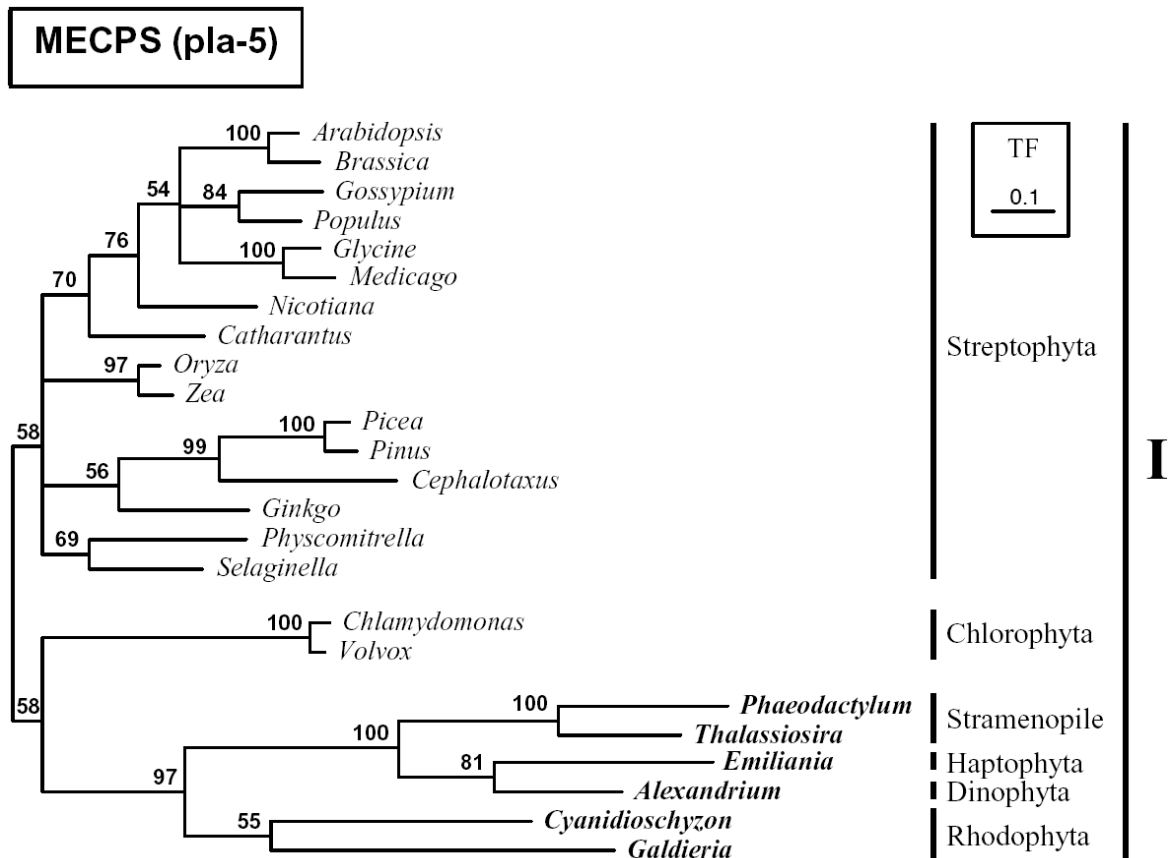 MECPS (pla-5)
TF
0.1
100
Arabidopsis
Brassica
54
84
Gossypium
Populus
76
100
Glycine
Medicago
70
Nicotiana
Catharantus
Streptophyta
97
Oryza
Zea
58
100
Picea
99
Pinus
56
Cephalotaxus
I
Ginkgo
69
Physcomitrella
Selaginella
100
Chlamydomonas
Volvox
Chlorophyta
58
100
Phaeodactylum
Thalassiosira
Stramenopile
100
81
Emiliania
Haptophyta
97
Alexandrium
Dinophyta
55
Cyanidioschyzon
Galdieria
Rhodophyta